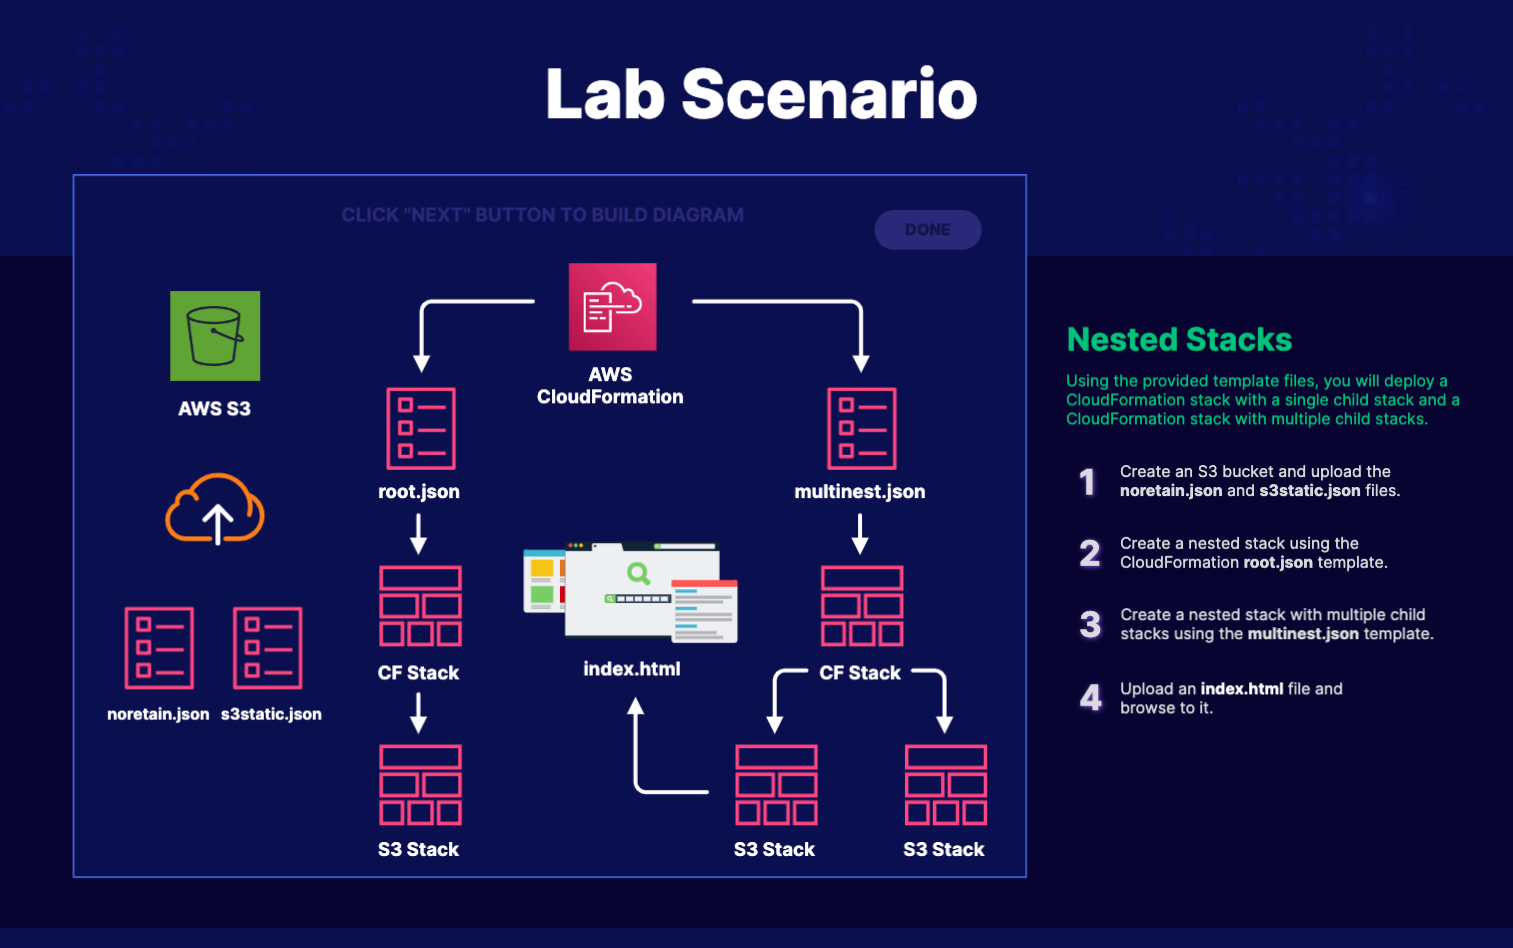 Lab Scenario
CLICK "NEXT" BUTTON TO BUILD DIAGRAM
DONE
AWS S3
AWS
CloudFormation
root.json
multinest.json
CF Stack
index.html
CF Stack
noretain.json
s3static.json
S3 Stack
S3 Stack
S3 Stack
Nested Stacks
Using the provided template files, you will deploy a
CloudFormation stack with a single child stack and a
CloudFormation stack with multiple child stacks.
1 Create an S3 bucket and upload the
noretain.json and s3static.json files.
2 Create a nested stack using the
CloudFormation root.json template.
3 Create a nested stack with multiple child
stacks using the multinest.json template.
4 Upload an index.html file and
browse to it.